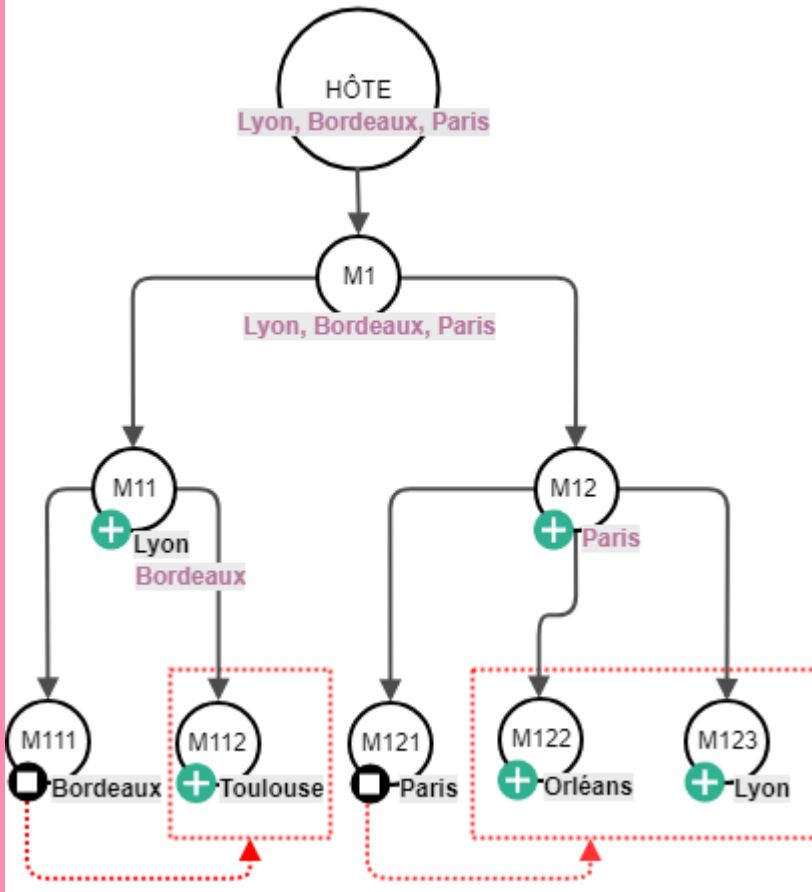 HÔTE
Lyon, Bordeaux, Paris
M1
Lyon, Bordeaux, Paris
M11
Lyon
Bordeaux
M12
Paris
M111
Bordeaux
M112
Toulouse
M121
Paris
M122
Orléans
M123
Lyon